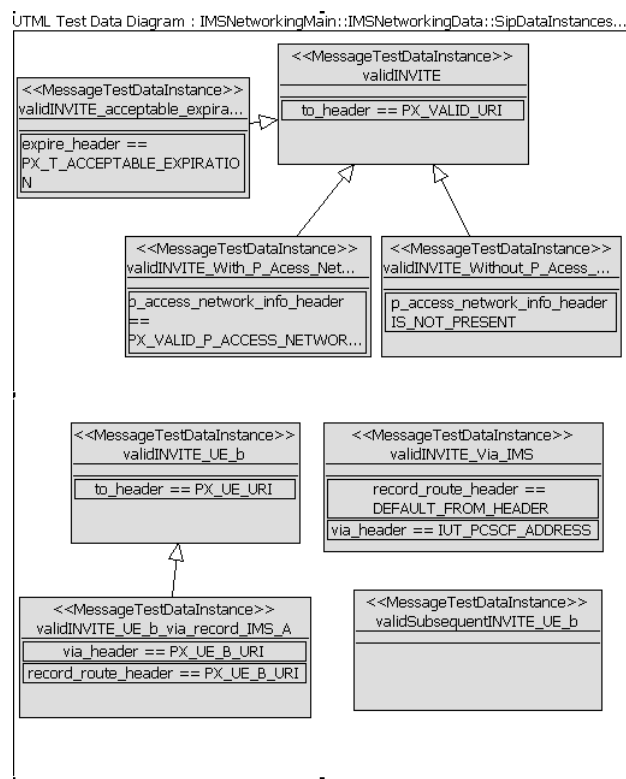 UTML Test Data Diagram : IMSNetworkingMain::IMSNetworkingData::SipDataInstances...
<<MessageTestDataInstance>>
validINVITE
to_header == PX_VALID_URI
<<MessageTestDataInstance>>
validINVITE_acceptable_expira...
expire_header ==
PX_T_ACCEPTABLE_EXPIRATIO
N
<<MessageTestDataInstance>>
validINVITE_With_P_Acess_Net...
p_access_network_info_header
==
PX_VALID_P_ACCESS_NETWOR...
<<MessageTestDataInstance>>
validINVITE_Without_P_Acess_...
p_access_network_info_header
IS_NOT_PRESENT
<<MessageTestDataInstance>>
validINVITE_UE_b
to_header == PX_UE_URI
<<MessageTestDataInstance>>
validINVITE_Via_IMS
record_route_header ==
DEFAULT_FROM_HEADER
via_header == IUT_PCSCF_ADDRESS
<<MessageTestDataInstance>>
validINVITE_UE_b_via_record_IMS_A
via_header == PX_UE_B_URI
record_route_header == PX_UE_B_URI
<<MessageTestDataInstance>>
validSubsequentINVITE_UE_b